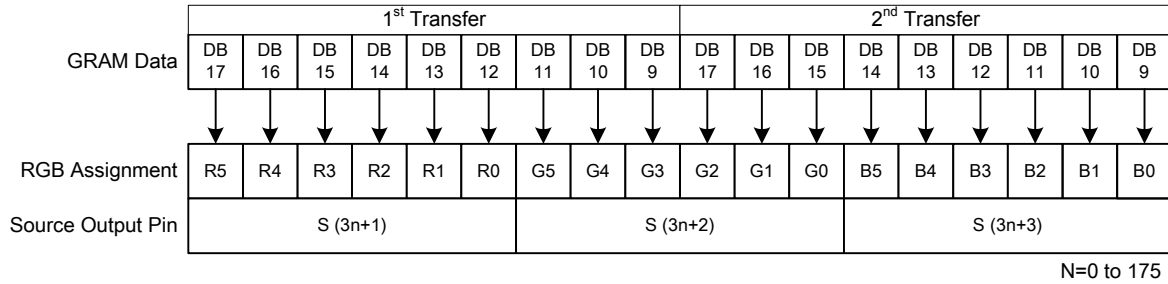 1st Transfer 2nd Transfer
GRAM Data DB 17 DB 16 DB 15 DB 14 DB 13 DB 12 DB 11 DB 10 DB 9 DB 17 DB 16 DB 15 DB 14 DB 13 DB 12 DB 11 DB 10 DB 9
RGB Assignment R5 R4 R3 R2 R1 R0 G5 G4 G3 G2 G1 G0 B5 B4 B3 B2 B1 B0
Source Output Pin S (3n+1) S (3n+2) S (3n+3)
N=0 to 175